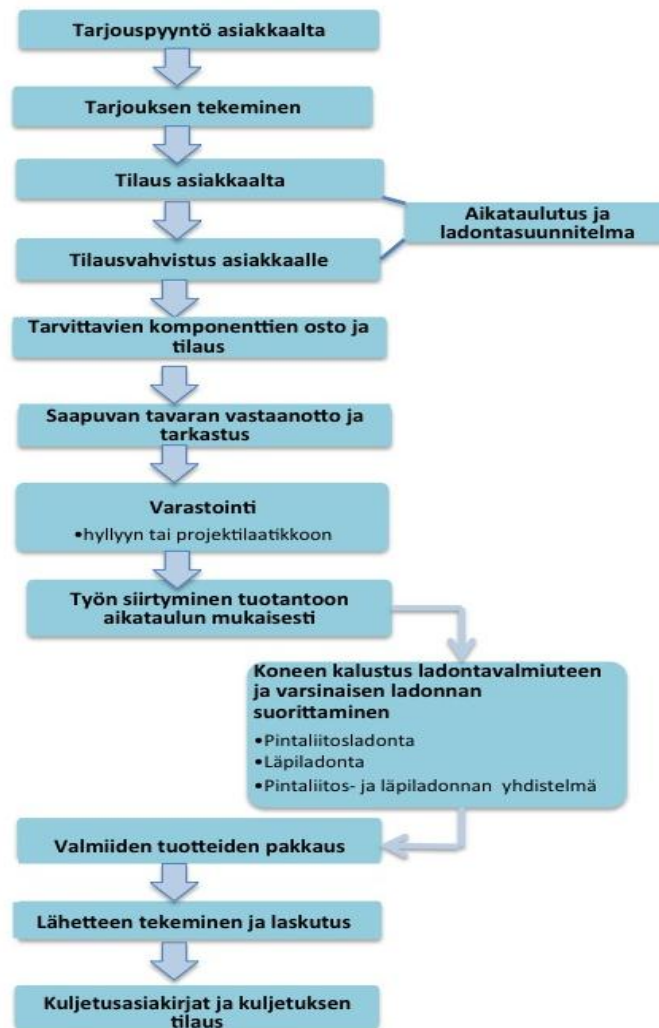 Tarjouspyyntö asiakkaalta
Tarjouksen tekeminen
Tilaus asiakkaalta
Aikataulutus ja
ladontasuunnitelma
Tilausvahvistus asiakkaalle
Tarvittavien komponenttien osto ja
tilaus
Saapuvan tavaran vastaanotto ja
tarkastus
Varastointi
•hyllyyn tai projektilaatikkoon
Työn siirtyminen tuotantoon
aikataulun mukaisesti
Koneen kalustus ladontavalmiuteen
ja varsinaisen ladonnan
suorittaminen
•Pintaliitosladonta
•Läpiladonta
•Pintaliitos- ja läpiladonnan yhdistelmä
Valmiiden tuotteiden pakkaus
Lähetteen tekeminen ja laskutus
Kuljetusasiakirjat ja kuljetuksen
tilaus